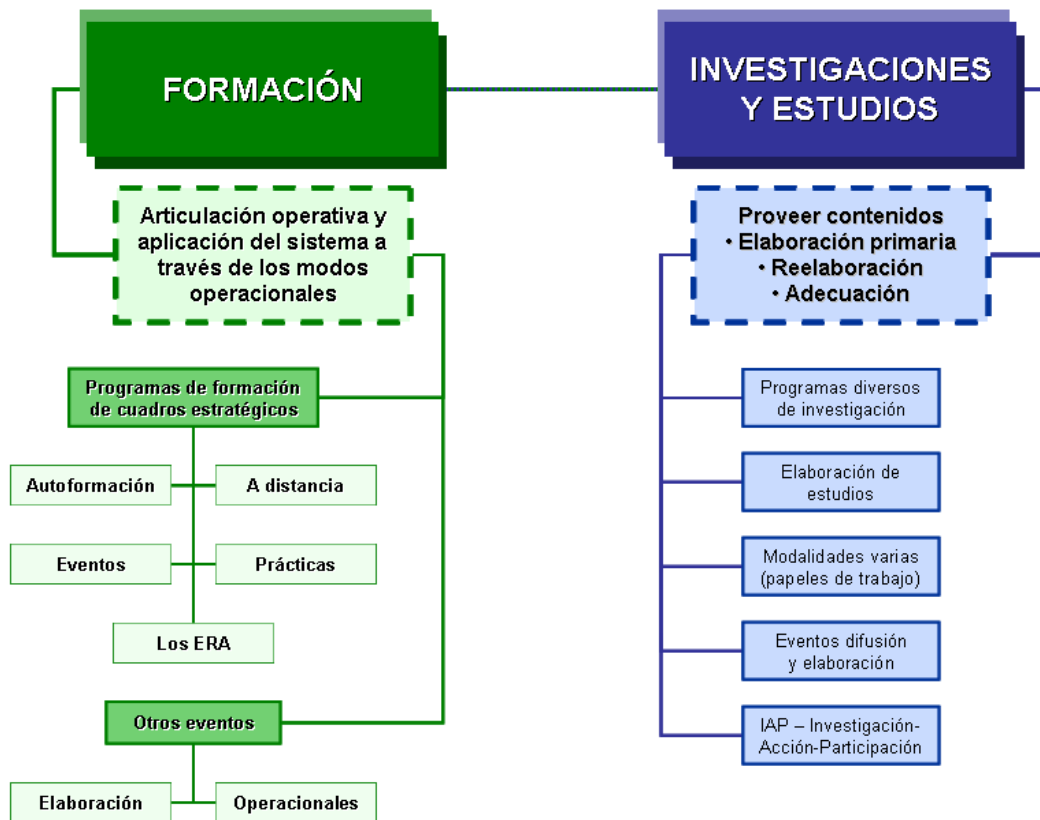 FORMACIÓN
Articulación operativa y
aplicación del sistema a
través de los modos
operacionales
Programas de formación
de cuadros estratégicos
Autoformación
A distancia
Eventos
Prácticas
Los ERA
Otros eventos
Elaboración
Operacionales
INVESTIGACIONES
Y ESTUDIOS
Proveer contenidos
• Elaboración primaria
• Reelaboración
• Adecuación
Programas diversos
de investigación
Elaboración de
estudios
Modalidades varias
(papeles de trabajo)
Eventos difusión
y elaboración
IAP – Investigación-
Acción-Participación